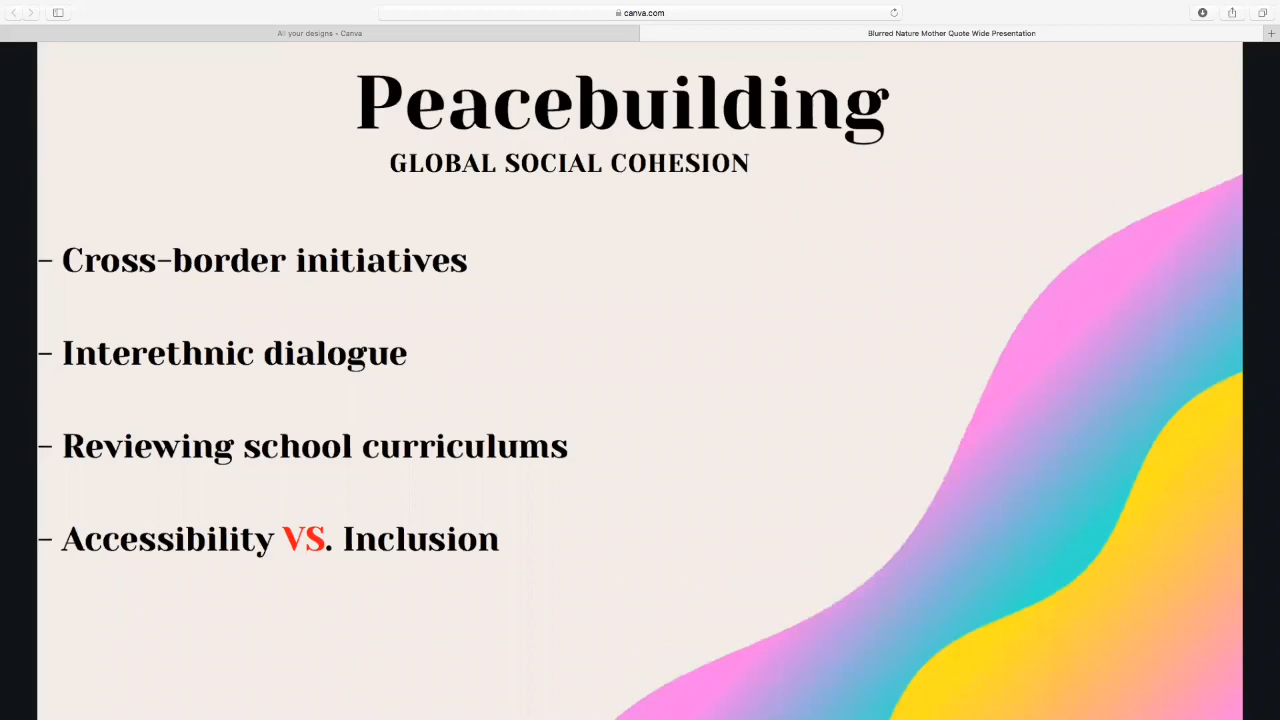 canva.com
All your designs - Canva
Blurred Nature Mother Quote Wide Presentation
Peacebuilding
GLOBAL SOCIAL COHESION
- Cross-border initiatives
- Interethnic dialogue
- Reviewing school curriculums
- Accessibility VS. Inclusion